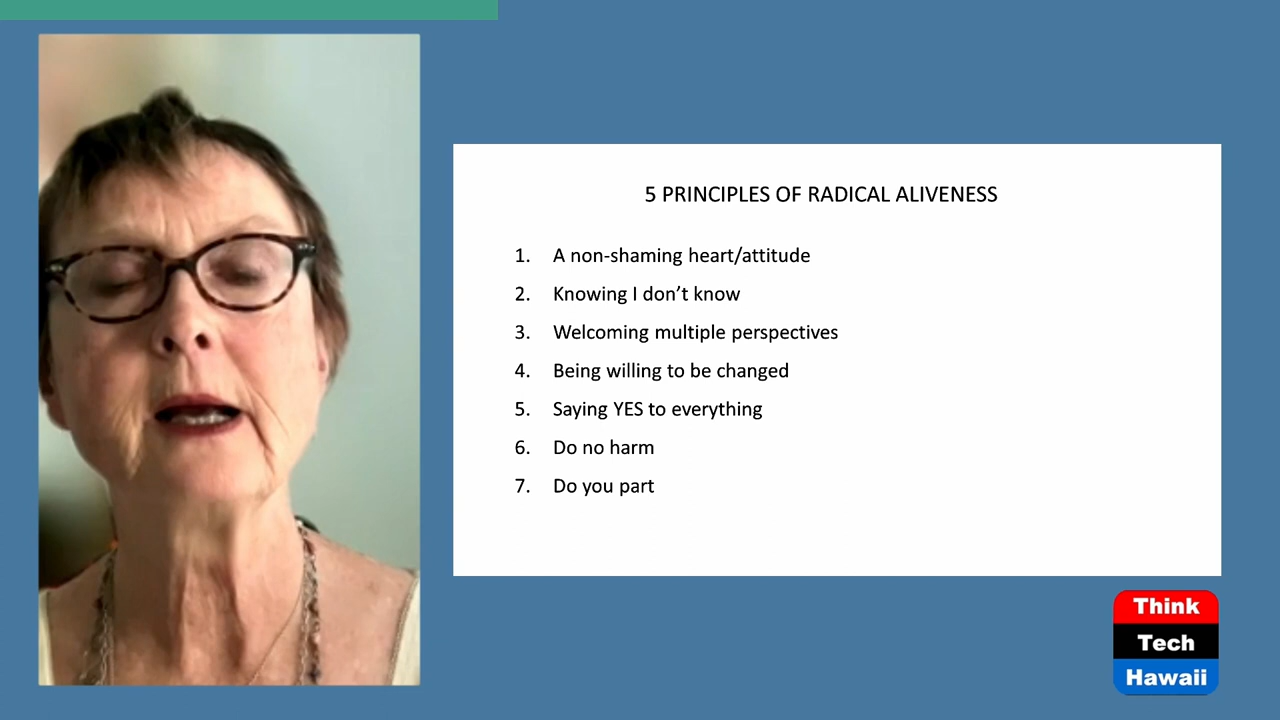 5 PRINCIPLES OF RADICAL ALIVENESS
1. A non-shaming heart/attitude
2. Knowing I don’t know
3. Welcoming multiple perspectives
4. Being willing to be changed
5. Saying YES to everything
6. Do no harm
7. Do you part
Think
Tech
Hawaii